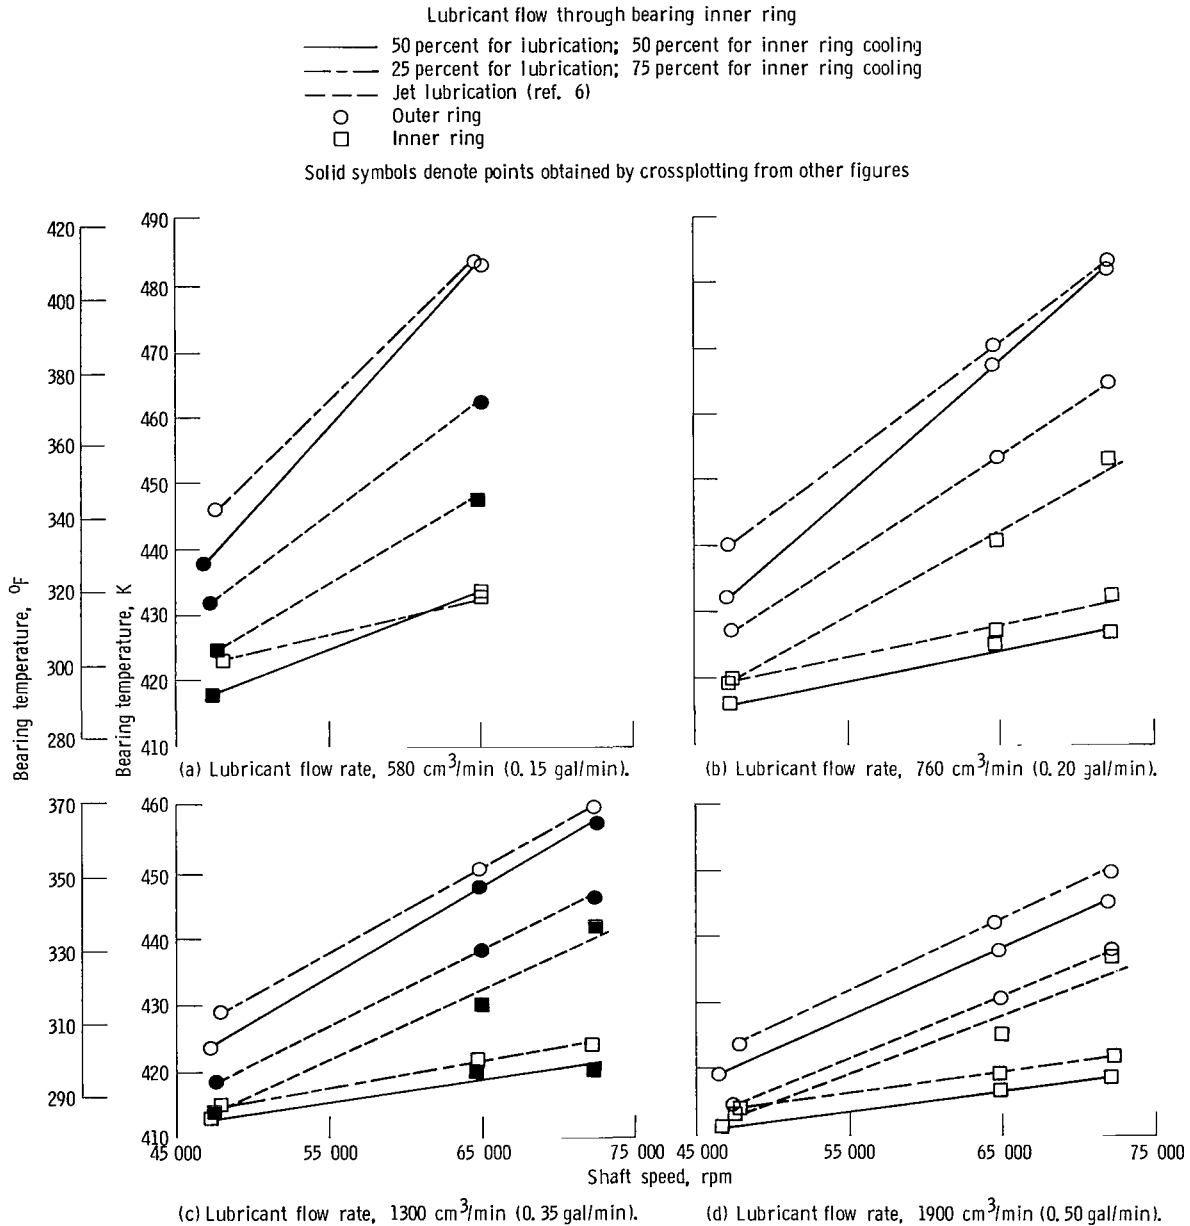 Lubricant flow through bearing inner ring
50 percent for lubrication; 50 percent for inner ring cooling
25 percent for lubrication; 75 percent for inner ring cooling
Jet lubrication (ref. 6)
Outer ring
Inner ring
Solid symbols denote points obtained by crossplotting from other figures
Bearing temperature, °F
420
400
380
360
340
320
300
280
Bearing temperature, K
490
480
470
460
450
440
430
420
410
(a) Lubricant flow rate, 580 cm³/min (0.15 gal/min).
(b) Lubricant flow rate, 760 cm³/min (0.20 gal/min).
370
350
330
310
290
460
450
440
430
420
410
45 000 55 000 65 000 75 000 45 000 55 000 65 000 75 000
Shaft speed, rpm
(c) Lubricant flow rate, 1300 cm³/min (0.35 gal/min).
(d) Lubricant flow rate, 1900 cm³/min (0.50 gal/min).